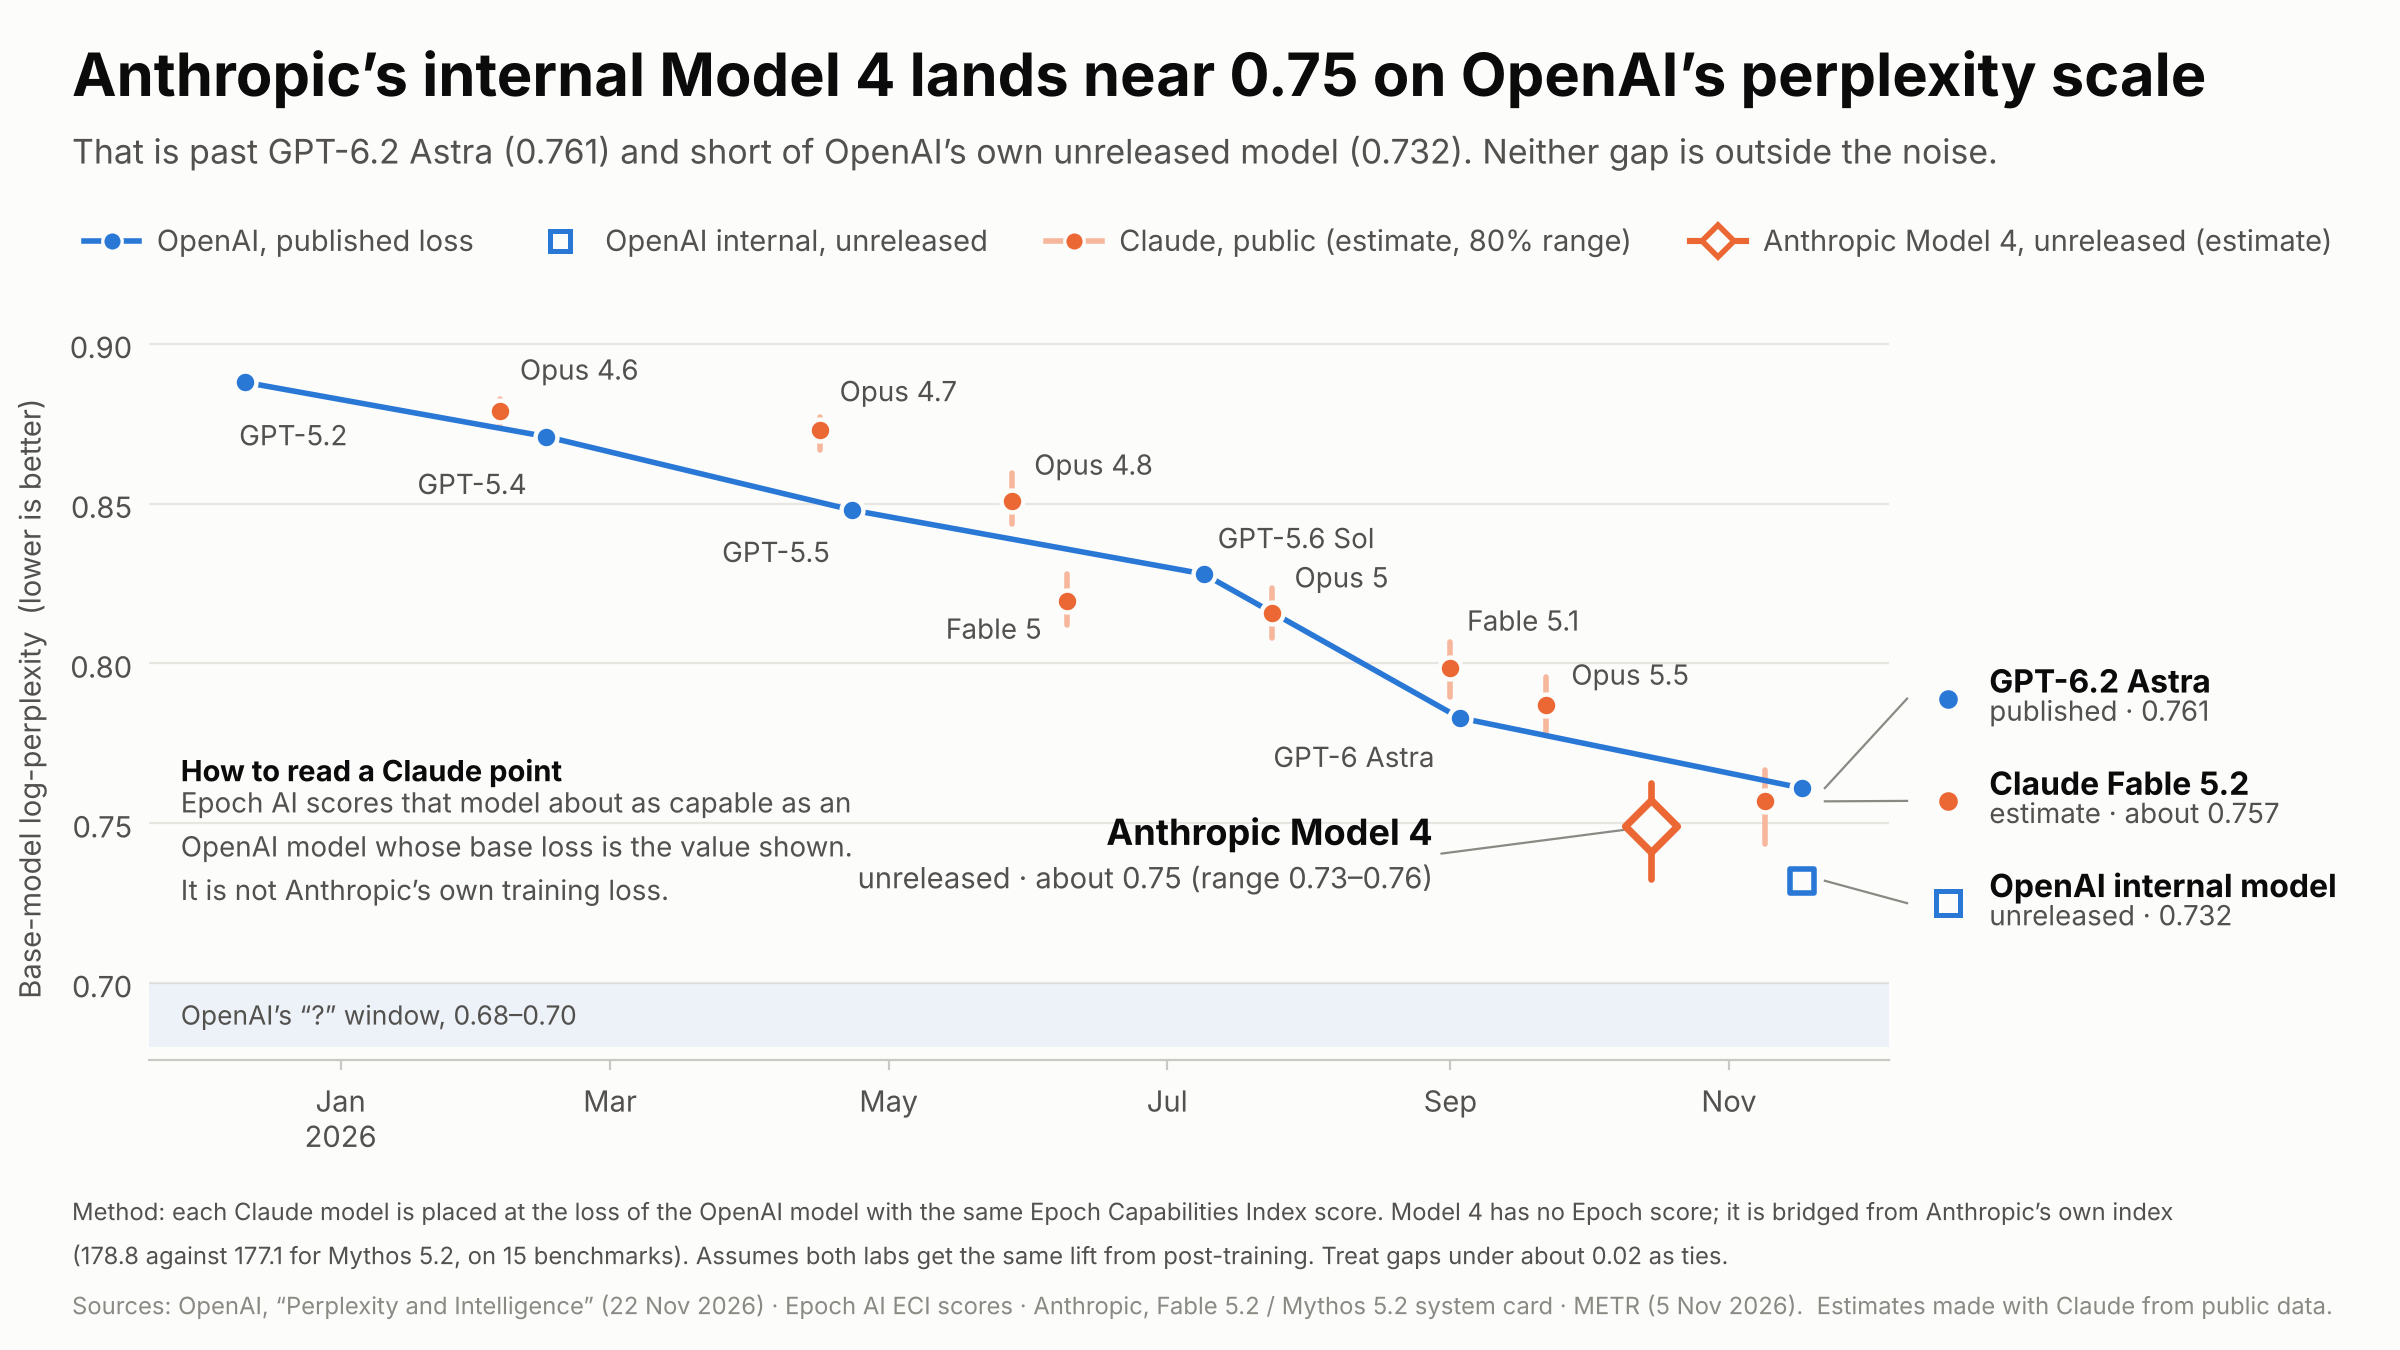 Anthropic’s internal Model 4 lands near 0.75 on OpenAI’s perplexity scale
That is past GPT-6.2 Astra (0.761) and short of OpenAI’s own unreleased model (0.732). Neither gap is outside the noise.
OpenAI, published loss
OpenAI internal, unreleased
Claude, public (estimate, 80% range)
Anthropic Model 4, unreleased (estimate)
Base-model log-perplexity (lower is better)
0.90
0.85
0.80
0.75
0.70
GPT-5.2
Opus 4.6
GPT-5.4
Opus 4.7
GPT-5.5
Opus 4.8
Fable 5
GPT-5.6 Sol
Opus 5
Fable 5.1
Opus 5.5
GPT-6 Astra
GPT-6.2 Astra
published · 0.761
Claude Fable 5.2
estimate · about 0.757
OpenAI internal model
unreleased · 0.732
Anthropic Model 4
unreleased · about 0.75 (range 0.73–0.76)
How to read a Claude point
Epoch AI scores that model about as capable as an
OpenAI model whose base loss is the value shown.
It is not Anthropic’s own training loss.
OpenAI’s “?” window, 0.68–0.70
Jan
2026
Mar
May
Jul
Sep
Nov
Method: each Claude model is placed at the loss of the OpenAI model with the same Epoch Capabilities Index score. Model 4 has no Epoch score; it is bridged from Anthropic’s own index
(178.8 against 177.1 for Mythos 5.2, on 15 benchmarks). Assumes both labs get the same lift from post-training. Treat gaps under about 0.02 as ties.
Sources: OpenAI, “Perplexity and Intelligence” (22 Nov 2026) · Epoch AI ECI scores · Anthropic, Fable 5.2 / Mythos 5.2 system card · METR (5 Nov 2026). Estimates made with Claude from public data.